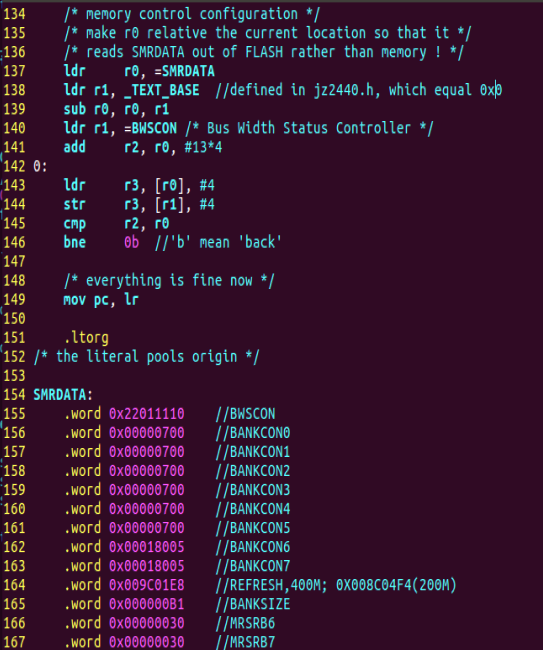 134 /* memory control configuration */
135 /* make r0 relative the current location so that it */
136 /* reads SMRDATA out of FLASH rather than memory ! */
137 ldr r0, =SMRDATA
138 ldr r1, _TEXT_BASE //defined in jz2440.h, which equal 0x0
139 sub r0, r0, r1
140 ldr r1, =BWSCON /* Bus Width Status Controller */
141 add r2, r0, #13*4
142 0:
143 ldr r3, [r0], #4
144 str r3, [r1], #4
145 cmp r2, r0
146 bne 0b //'b' mean 'back'
147
148 /* everything is fine now */
149 mov pc, lr
150
151 .ltorg
152 /* the literal pools origin */
153
154 SMRDATA:
155 .word 0x22011110 //BWSCON
156 .word 0x00000700 //BANKCON0
157 .word 0x00000700 //BANKCON1
158 .word 0x00000700 //BANKCON2
159 .word 0x00000700 //BANKCON3
160 .word 0x00000700 //BANKCON4
161 .word 0x00000700 //BANKCON5
162 .word 0x00018005 //BANKCON6
163 .word 0x00018005 //BANKCON7
164 .word 0x009C01E8 //REFRESH,400M; 0X008C04F4(200M)
165 .word 0x000000B1 //BANKSIZE
166 .word 0x00000030 //MRSRB6
167 .word 0x00000030 //MRSRB7